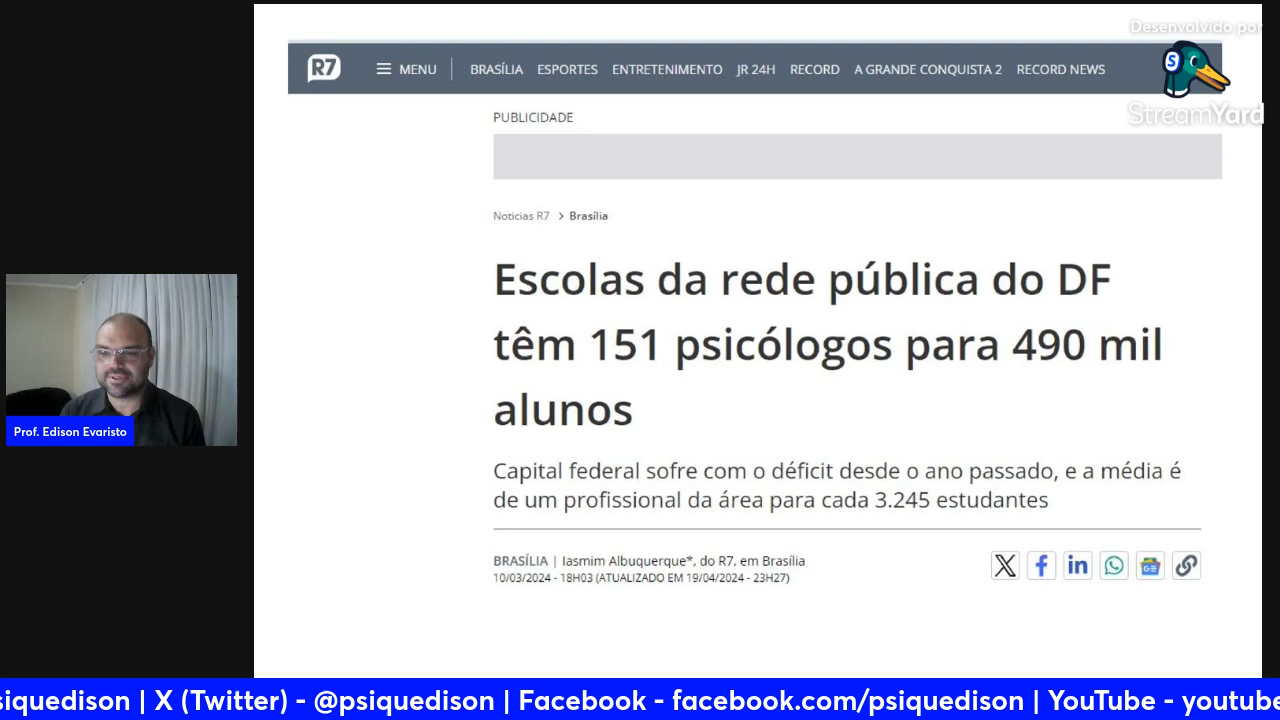 Desenvolvido por
StreamYard
R7
MENU
BRASÍLIA
ESPORTES
ENTRETENIMENTO
JR 24H
RECORD
A GRANDE CONQUISTA 2
RECORD NEWS
PUBLICIDADE
Noticias R7 > Brasília
Escolas da rede pública do DF
têm 151 psicólogos para 490 mil
alunos
Capital federal sofre com o déficit desde o ano passado, e a média é
de um profissional da área para cada 3.245 estudantes
BRASÍLIA | Iasmim Albuquerque*, do R7, em Brasília
10/03/2024 - 18H03 (ATUALIZADO EM 19/04/2024 - 23H27)
Prof. Edison Evaristo
siquedison | X (Twitter) - @psiquedison | Facebook - facebook.com/psiquedison | YouTube - youtube